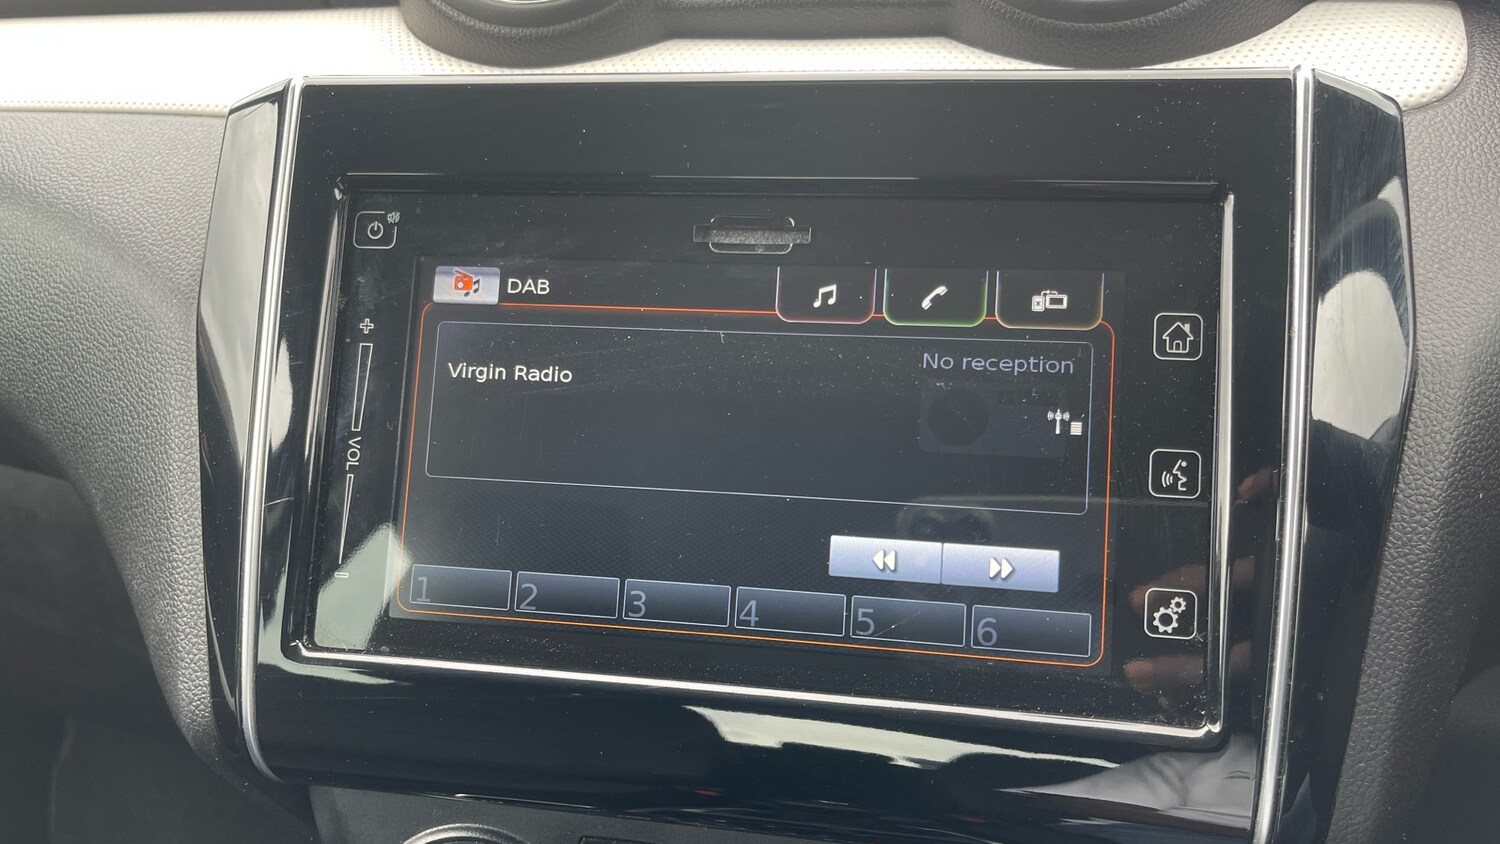 DAB
Virgin Radio
No reception
+
VOL
-
1 2 3 4 5 6